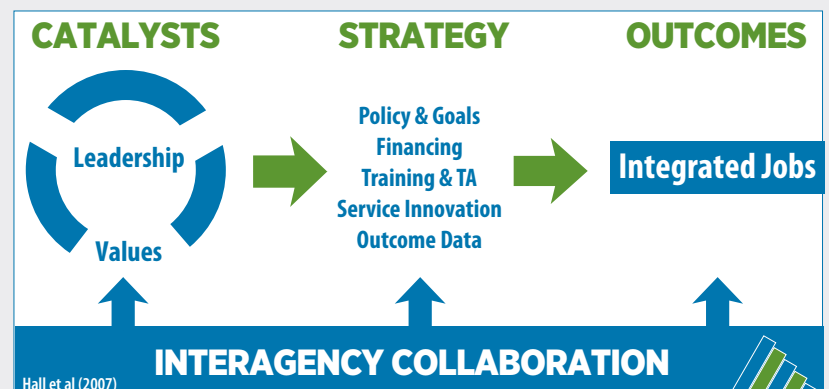 CATALYSTS
STRATEGY
OUTCOMES
Leadership
Values
Policy & Goals
Financing
Training & TA
Service Innovation
Outcome Data
Integrated Jobs
INTERAGENCY COLLABORATION
Hall et al (2007)